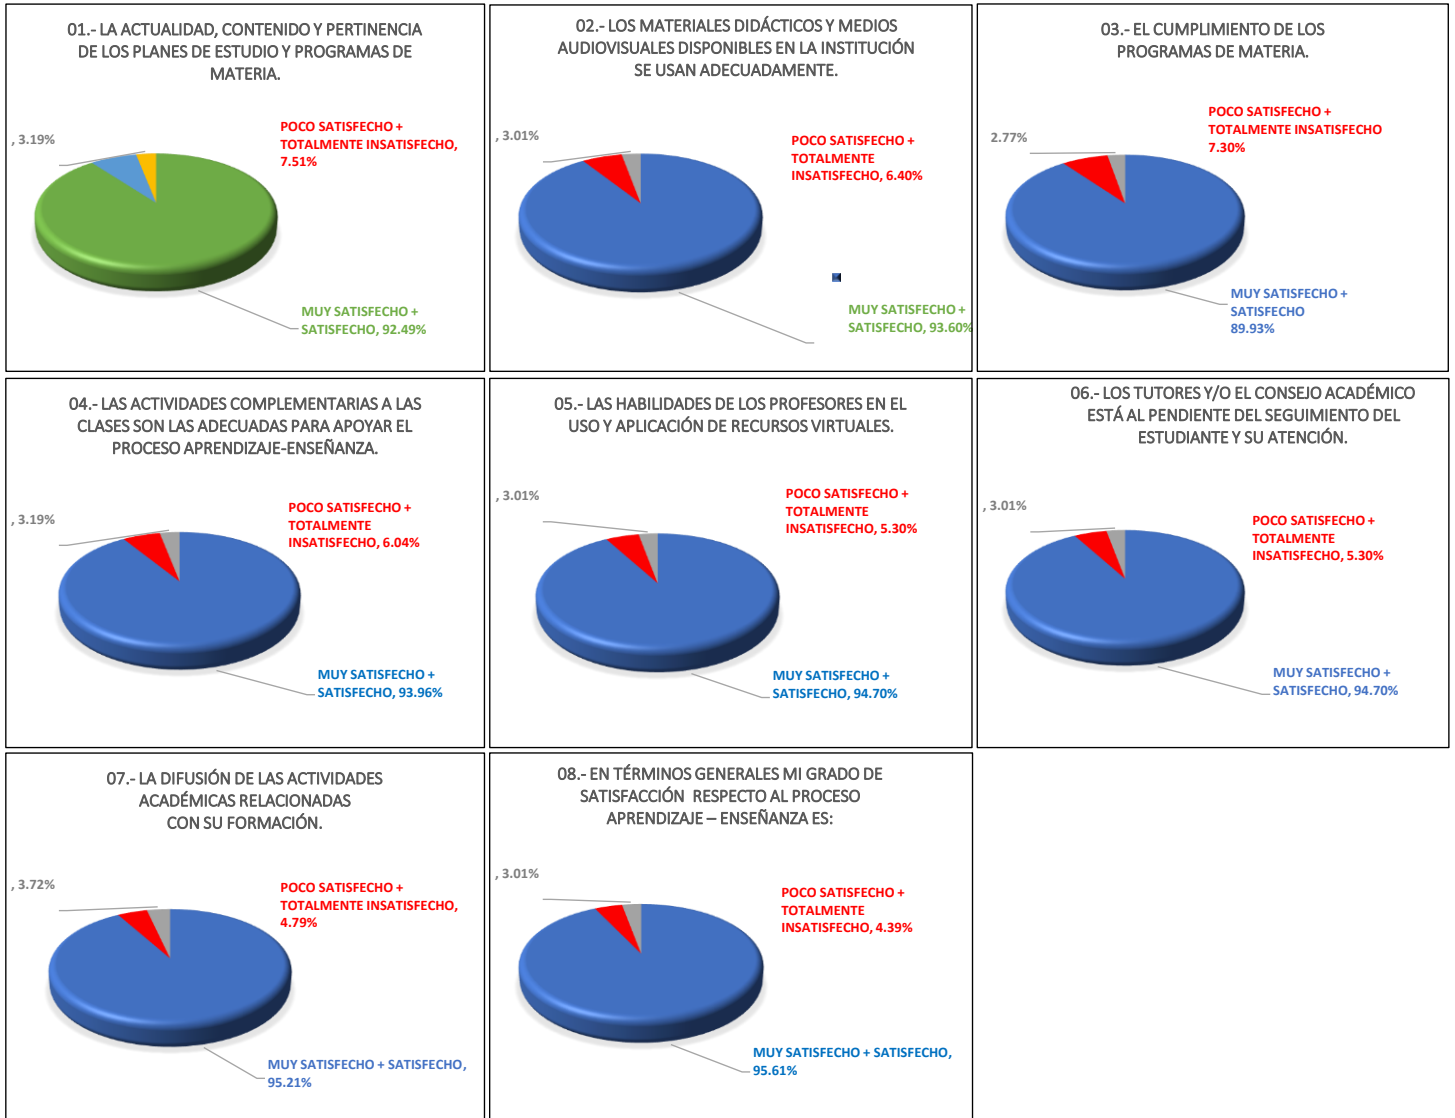 01.- LA ACTUALIDAD, CONTENIDO Y PERTINENCIA
DE LOS PLANES DE ESTUDIO Y PROGRAMAS DE
MATERIA.
, 3.19%
POCO SATISFECHO +
TOTALMENTE INSATISFECHO,
7.51%
MUY SATISFECHO +
SATISFECHO, 92.49%
02.- LOS MATERIALES DIDÁCTICOS Y MEDIOS
AUDIOVISUALES DISPONIBLES EN LA INSTITUCIÓN
SE USAN ADECUADAMENTE.
, 3.01%
POCO SATISFECHO +
TOTALMENTE
INSATISFECHO, 6.40%
MUY SATISFECHO +
SATISFECHO, 93.60%
03.- EL CUMPLIMIENTO DE LOS
PROGRAMAS DE MATERIA.
2.77%
POCO SATISFECHO +
TOTALMENTE INSATISFECHO
7.30%
MUY SATISFECHO +
SATISFECHO
89.93%
04.- LAS ACTIVIDADES COMPLEMENTARIAS A LAS
CLASES SON LAS ADECUADAS PARA APOYAR EL
PROCESO APRENDIZAJE-ENSEÑANZA.
, 3.19%
POCO SATISFECHO +
TOTALMENTE
INSATISFECHO, 6.04%
MUY SATISFECHO +
SATISFECHO, 93.96%
05.- LAS HABILIDADES DE LOS PROFESORES EN EL
USO Y APLICACIÓN DE RECURSOS VIRTUALES.
, 3.01%
POCO SATISFECHO +
TOTALMENTE
INSATISFECHO, 5.30%
MUY SATISFECHO +
SATISFECHO, 94.70%
06.- LOS TUTORES Y/O EL CONSEJO ACADÉMICO
ESTÁ AL PENDIENTE DEL SEGUIMIENTO DEL
ESTUDIANTE Y SU ATENCIÓN.
, 3.01%
POCO SATISFECHO +
TOTALMENTE
INSATISFECHO, 5.30%
MUY SATISFECHO +
SATISFECHO, 94.70%
07.- LA DIFUSIÓN DE LAS ACTIVIDADES
ACADÉMICAS RELACIONADAS
CON SU FORMACIÓN.
, 3.72%
POCO SATISFECHO +
TOTALMENTE INSATISFECHO,
4.79%
MUY SATISFECHO + SATISFECHO,
95.21%
08.- EN TÉRMINOS GENERALES MI GRADO DE
SATISFACCIÓN  RESPECTO AL PROCESO
APRENDIZAJE – ENSEÑANZA ES:
, 3.01%
POCO SATISFECHO +
TOTALMENTE
INSATISFECHO, 4.39%
MUY SATISFECHO + SATISFECHO,
95.61%